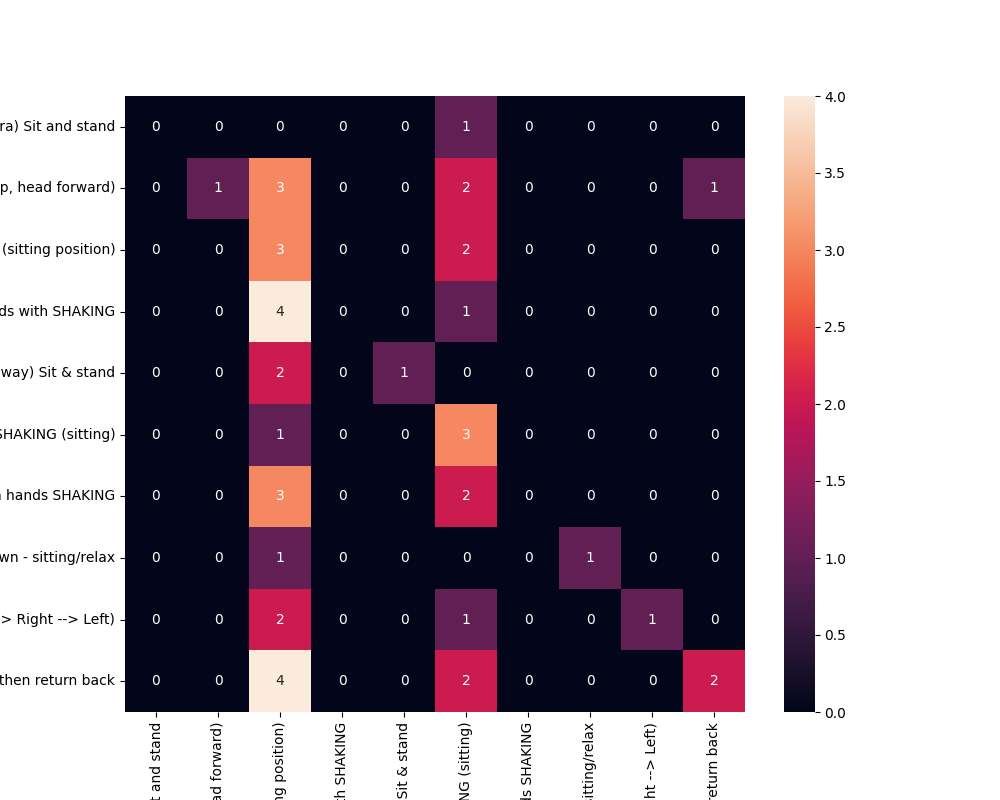 ra) Sit and stand 0 0 0 0 0 1 0 0 0 0
p, head forward) 0 1 3 0 0 2 0 0 0 1
(sitting position) 0 0 3 0 0 2 0 0 0 0
ds with SHAKING 0 0 4 0 0 1 0 0 0 0
way) Sit & stand 0 0 2 0 1 0 0 0 0 0
SHAKING (sitting) 0 0 1 0 0 3 0 0 0 0
hands SHAKING 0 0 3 0 0 2 0 0 0 0
wn - sitting/relax 0 0 1 0 0 0 0 1 0 0
> Right --> Left) 0 0 2 0 0 1 0 0 1 0
then return back 0 0 4 0 0 2 0 0 0 2
t and stand
ad forward)
ng position)
th SHAKING
Sit & stand
NG (sitting)
ds SHAKING
sitting/relax
ht --> Left)
return back
4.0
3.5
3.0
2.5
2.0
1.5
1.0
0.5
0.0